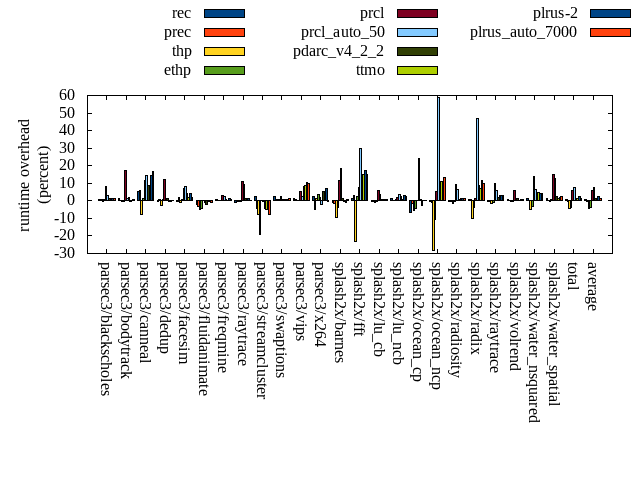 rec
prec
thp
ethp
prcl
prcl_auto_50
pdarc_v4_2_2
ttmo
plrus-2
plrus_auto_7000
runtime overhead
(percent)
60
50
40
30
20
10
0
-10
-20
-30
parsec3/blackscholes
parsec3/bodytrack
parsec3/canneal
parsec3/dedup
parsec3/facesim
parsec3/fluidanimate
parsec3/freqmine
parsec3/raytrace
parsec3/streamcluster
parsec3/swaptions
parsec3/vips
parsec3/x264
splash2x/barnes
splash2x/fft
splash2x/lu_cb
splash2x/lu_ncb
splash2x/ocean_cp
splash2x/ocean_ncp
splash2x/radiosity
splash2x/radix
splash2x/raytrace
splash2x/volrend
splash2x/water_nsquared
splash2x/water_spatial
total
average